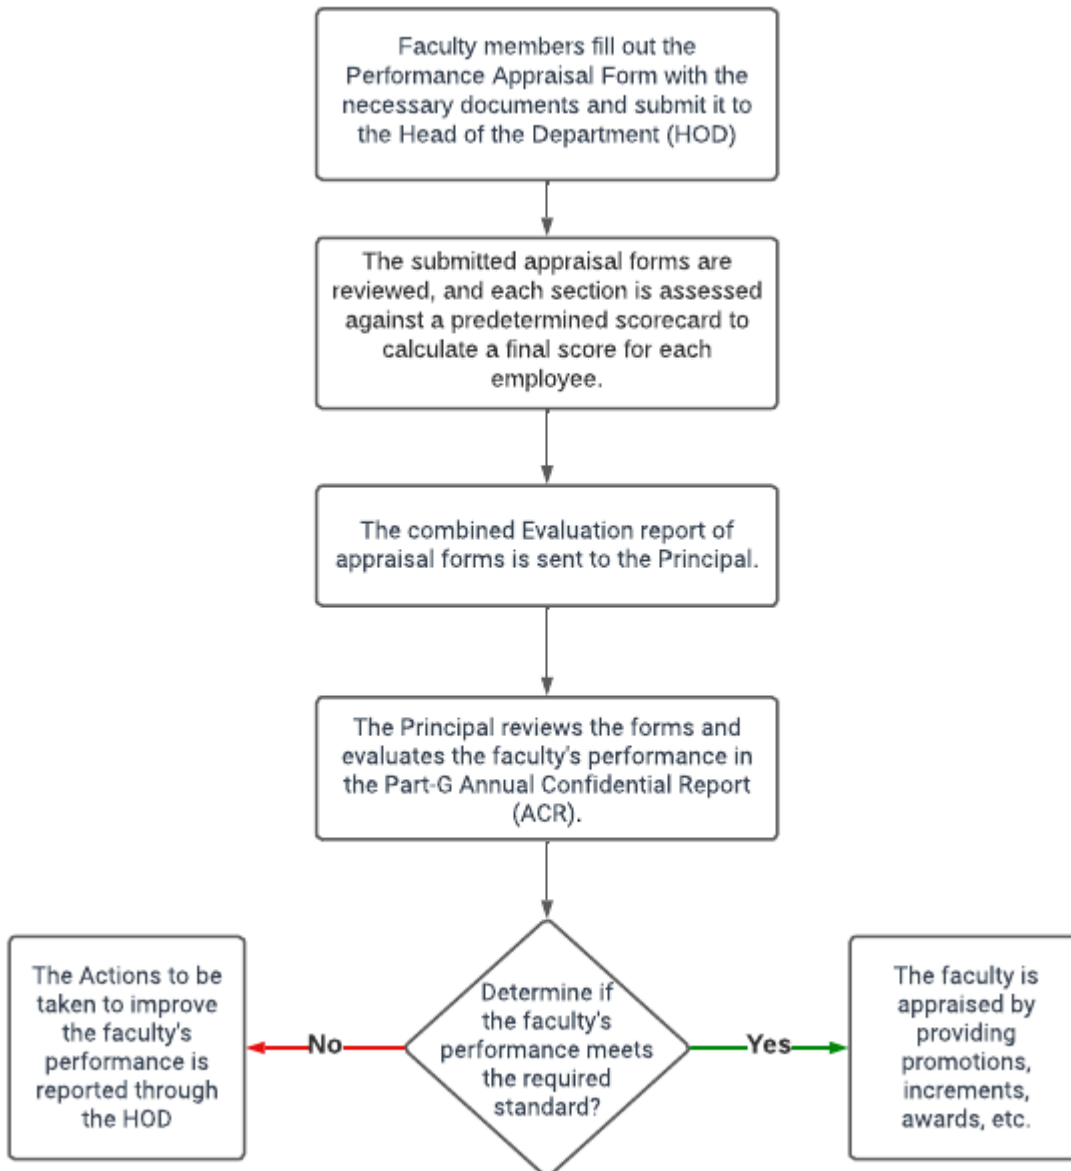 Faculty members fill out the
Performance Appraisal Form with the
necessary documents and submit it to
the Head of the Department (HOD)
The submitted appraisal forms are
reviewed, and each section is assessed
against a predetermined scorecard to
calculate a final score for each
employee.
The combined Evaluation report of
appraisal forms is sent to the Principal.
The Principal reviews the forms and
evaluates the faculty's performance in
the Part-G Annual Confidential Report
(ACR).
Determine if
the faculty's
performance meets
the required
standard?
No
The Actions to be
taken to improve
the faculty's
performance is
reported through
the HOD
Yes
The faculty is
appraised by
providing
promotions,
increments,
awards, etc.